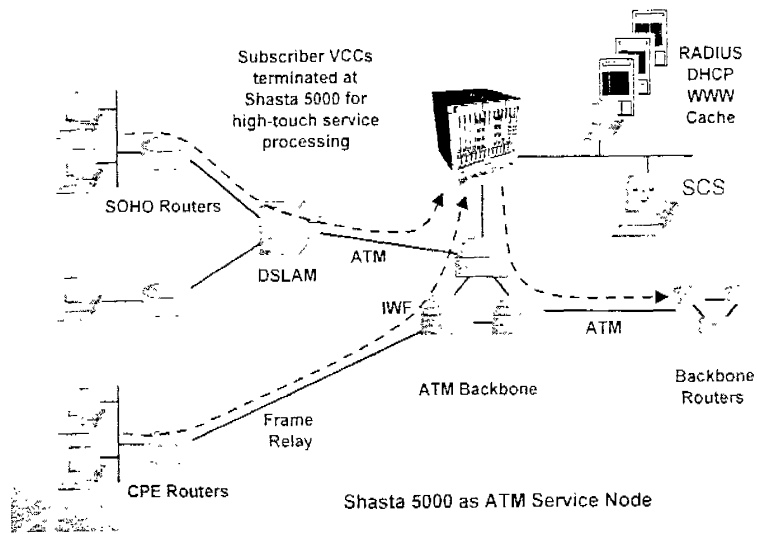 Subscriber VCCs
terminated at
Shasta 5000 for
high-touch service
processing
RADIUS
DHCP
WWW
Cache
SCS
SOHO Routers
DSLAM
ATM
IWF
ATM
ATM Backbone
Backbone
Routers
Frame
Relay
CPE Routers
Shasta 5000 as ATM Service Node